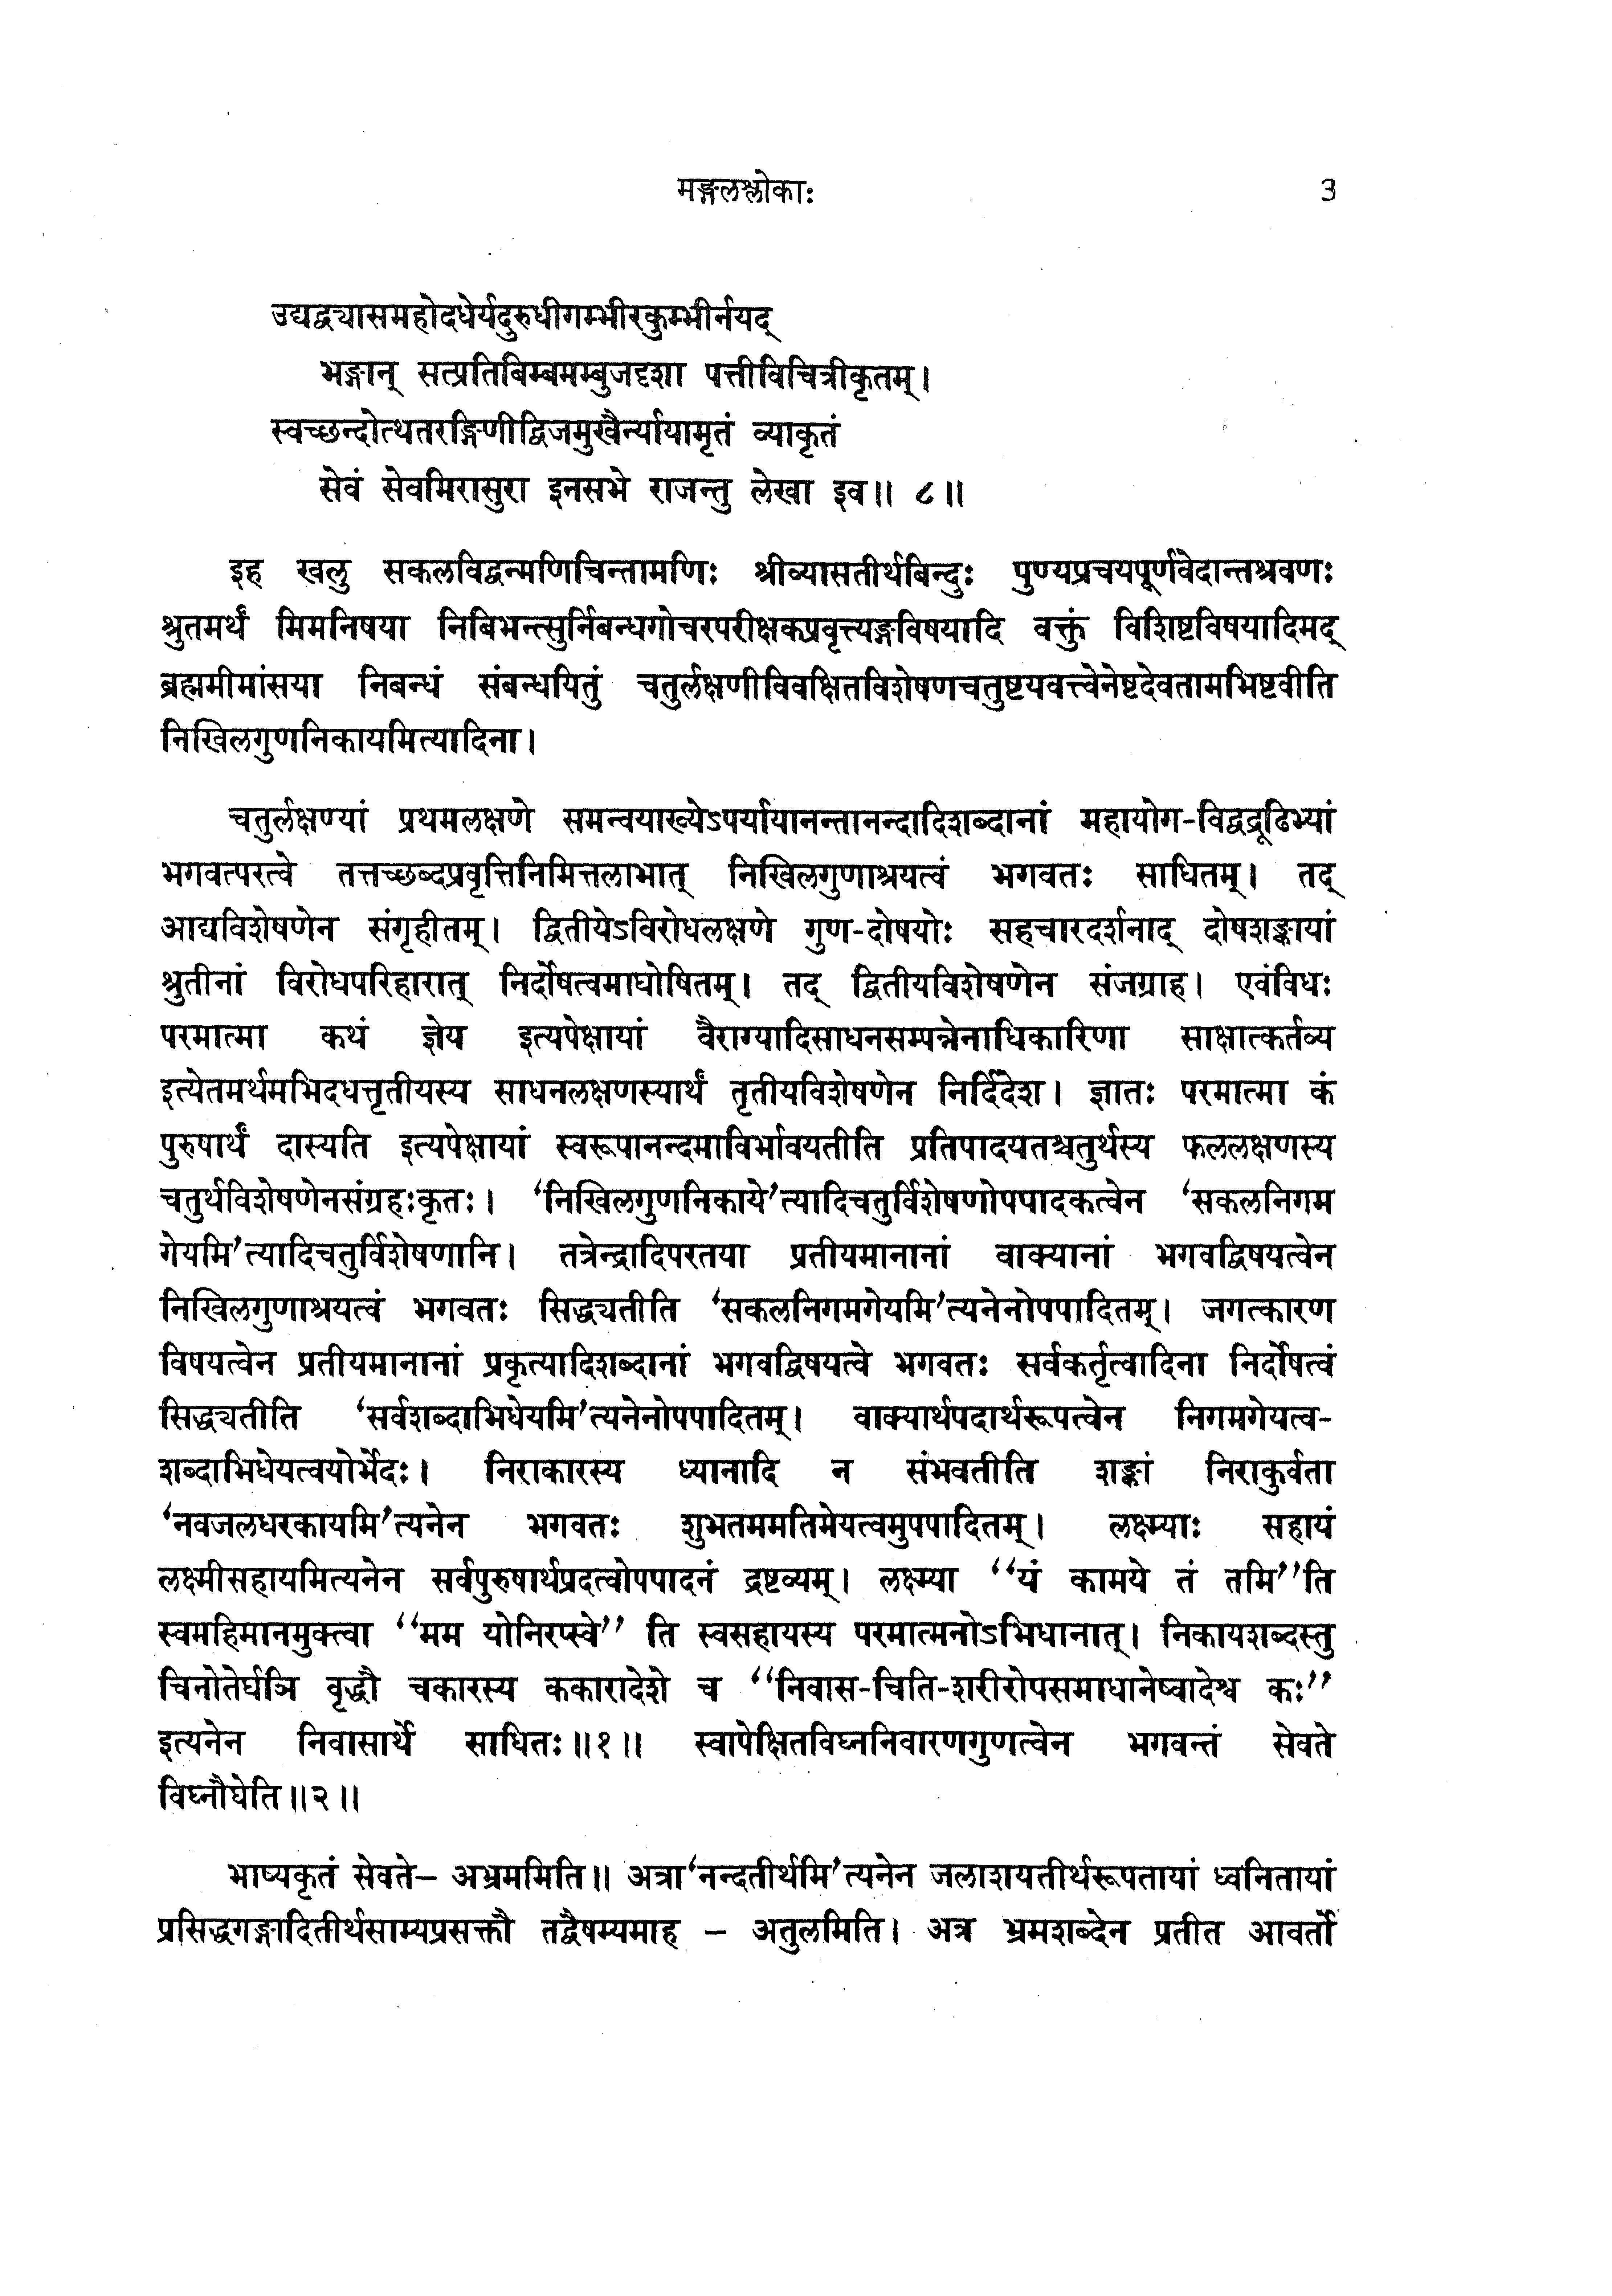 मङ्गलश्लोकाः 3
उद्यद्व्यासमहोदधेर्यदुरुधीगम्भीरकुम्भीर्नयद्
भङ्गान् सत्प्रतिबिम्बमम्बुजदृशा पत्तीविचित्रीकृतम्।
स्वच्छन्दोत्थतरङ्गिणीद्विजमुखैर्न्यायामृतं व्याकृतं
सेवं सेवमिरासुरा इनसभे राजन्तु लेखा इव॥ ८॥
इह खलु सकलविद्वन्मणिचिन्तामणिः श्रीव्यासतीर्थबिन्दुः पुण्यप्रचयपूर्णवेदान्तश्रवणः
श्रुतमर्थं मिमनिषया निबिभन्त्सुर्निबन्धगोचरपरीक्षकप्रवृत्त्यङ्गविषयादि वक्तुं विशिष्टविषयादिमद्
ब्रह्ममीमांसया निबन्धं संबन्धयितुं चतुर्लक्षणीविवक्षितविशेषणचतुष्टयवत्त्वेनेष्टदेवतामभिष्टवीति
निखिलगुणनिकायमित्यादिना।
चतुर्लक्षण्यां प्रथमलक्षणे समन्वयाख्येऽपर्यायानन्तानन्दादिशब्दानां महायोग-विद्वद्रूढिभ्यां
भगवत्परत्वे तत्तच्छब्दप्रवृत्तिनिमित्तलाभात् निखिलगुणाश्रयत्वं भगवतः साधितम्। तद्
आद्यविशेषणेन संगृहीतम्। द्वितीयेऽविरोधलक्षणे गुण-दोषयोः सहचारदर्शनाद् दोषशङ्कायां
श्रुतीनां विरोधपरिहारात् निर्दोषत्वमाघोषितम्। तद् द्वितीयविशेषणेन संजग्राह। एवंविधः
परमात्मा कथं ज्ञेय इत्यपेक्षायां वैराग्यादिसाधनसम्पन्नेनाधिकारिणा साक्षात्कर्तव्य
इत्येतमर्थमभिदधत्तृतीयस्य साधनलक्षणस्यार्थं तृतीयविशेषणेन निर्दिदेश। ज्ञातः परमात्मा कं
पुरुषार्थं दास्यति इत्यपेक्षायां स्वरूपानन्दमाविर्भावयतीति प्रतिपादयतश्चतुर्थस्य फललक्षणस्य
चतुर्थविशेषणेनसंग्रहःकृतः। ‘निखिलगुणनिकाये’त्यादिचतुर्विशेषणोपपादकत्वेन ‘सकलनिगम
गेयमि’त्यादिचतुर्विशेषणानि। तत्रेन्द्रादिपरतया प्रतीयमानानां वाक्यानां भगवद्विषयत्वेन
निखिलगुणाश्रयत्वं भगवतः सिद्ध्यतीति ‘सकलनिगमगेयमि’त्यनेनोपपादितम्। जगत्कारण
विषयत्वेन प्रतीयमानानां प्रकृत्यादिशब्दानां भगवद्विषयत्वे भगवतः सर्वकर्तृत्वादिना निर्दोषत्वं
सिद्ध्यतीति ‘सर्वशब्दाभिधेयमि’त्यनेनोपपादितम्। वाक्यार्थपदार्थरूपत्वेन निगमगेयत्व-
शब्दाभिधेयत्वयोर्भेदः। निराकारस्य ध्यानादि न संभवतीति शङ्कां निराकुर्वता
‘नवजलधरकायमि’त्यनेन भगवतः शुभतममतिमेयत्वमुपपादितम्। लक्ष्म्याः सहायं
लक्ष्मीसहायमित्यनेन सर्वपुरुषार्थप्रदत्वोपपादनं द्रष्टव्यम्। लक्ष्म्या “यं कामये तं तमि”ति
स्वमहिमानमुक्त्वा “मम योनिरप्स्वे” ति स्वसहायस्य परमात्मनोऽभिधानात्। निकायशब्दस्तु
चिनोतेर्घञि वृद्धौ चकारस्य ककारादेशे च “निवास-चिति-शरीरोपसमाधानेष्वादेश्च कः”
इत्यनेन निवासार्थे साधितः॥१॥ स्वापेक्षितविघ्ननिवारणगुणत्वेन भगवन्तं सेवते
विघ्नौघेति॥२॥
भाष्यकृतं सेवते– अभ्रममिति॥ अत्रा‘नन्दतीर्थमि’त्यनेन जलाशयतीर्थरूपतायां ध्वनितायां
प्रसिद्धगङ्गादितीर्थसाम्यप्रसक्तौ तद्वैषम्यमाह – अतुलमिति। अत्र भ्रमशब्देन प्रतीत आवर्तो